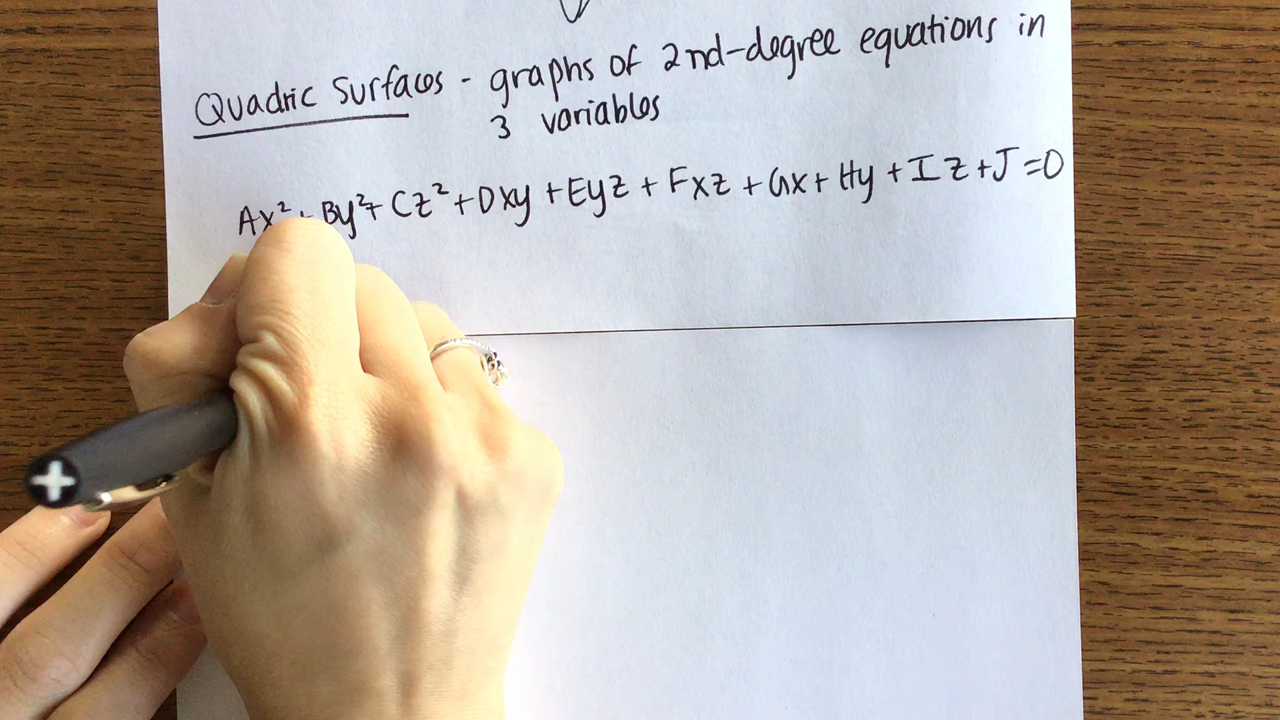 Quadric Surfaces - graphs of 2nd-degree equations in
3 variables
Ax² + By² + Cz² + Dxy + Eyz + Fxz + Gx + Hy + Iz + J = 0